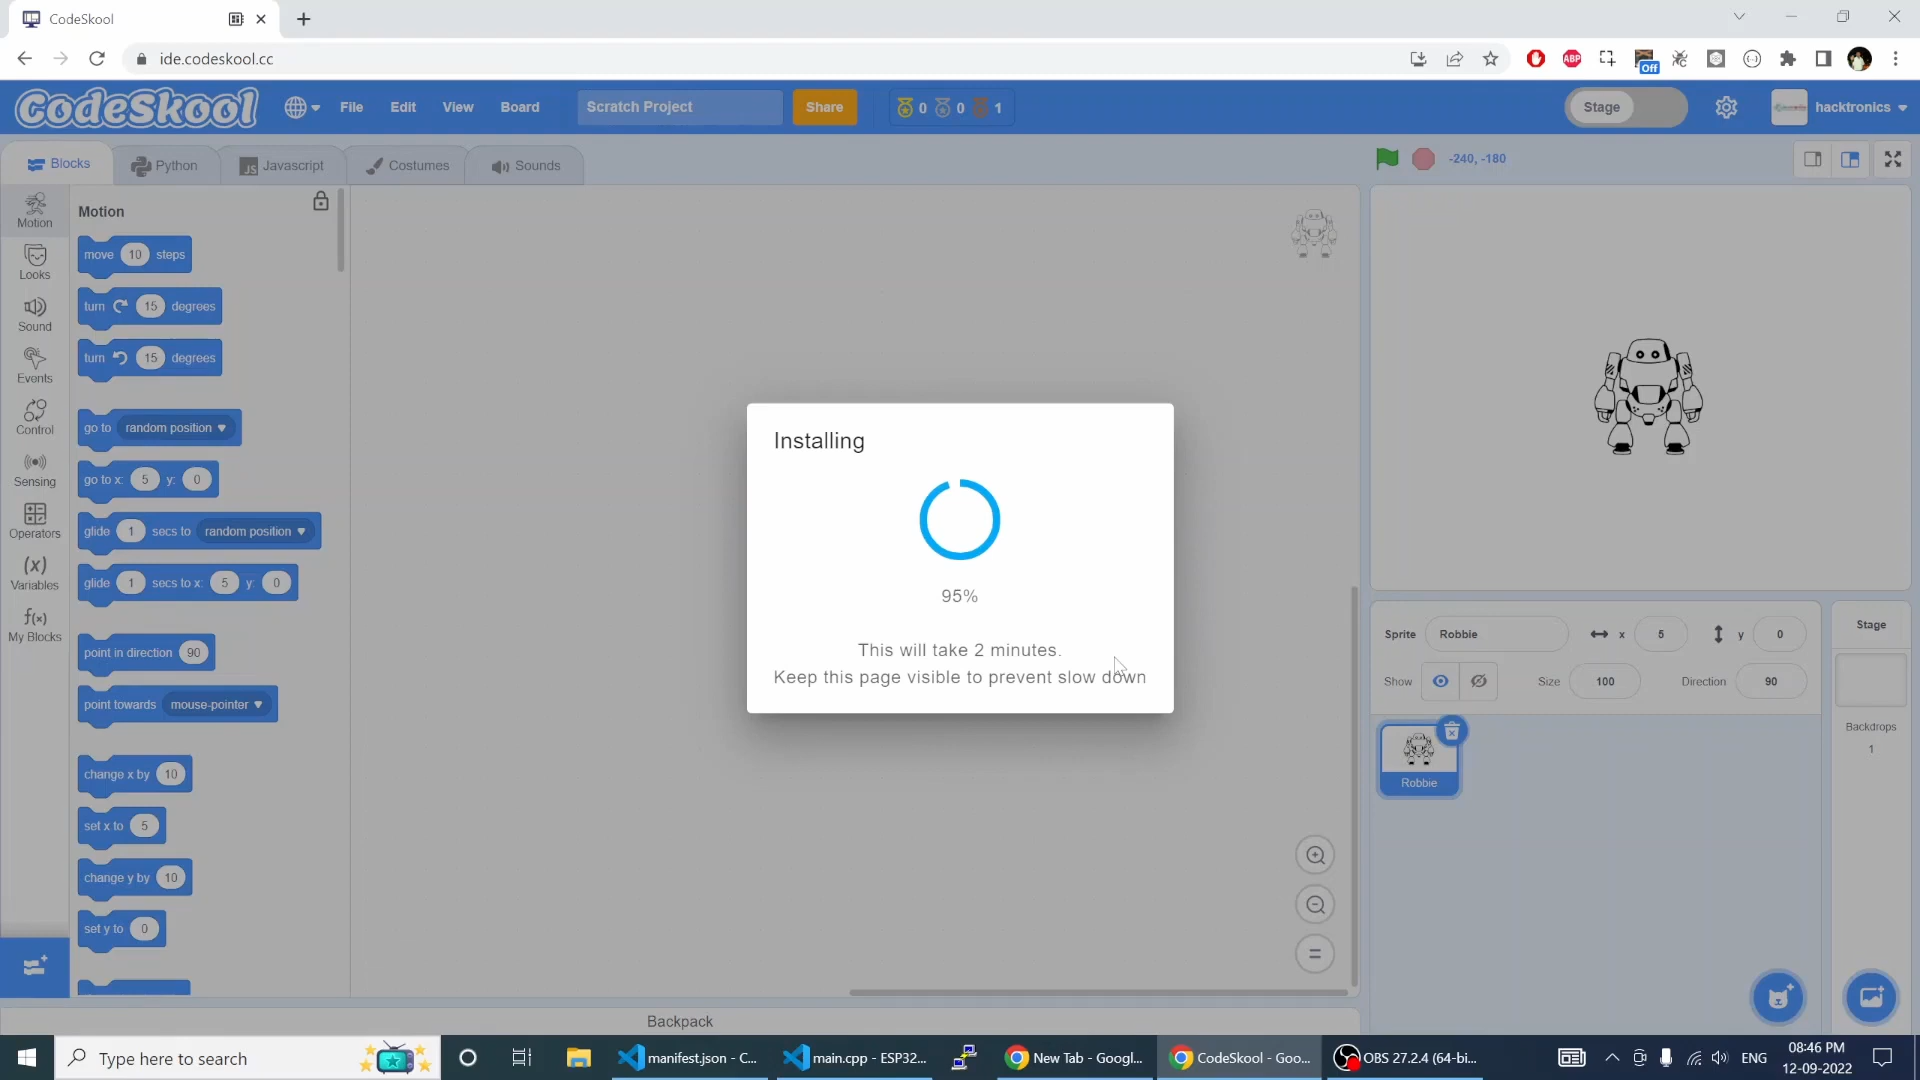 CodeSkool
ide.codeskool.cc
ABP
Off
CodeSkool
File
Edit
View
Board
Scratch Project
Share
0
0
1
Stage
hacktronics
Blocks
Python
JS
Javascript
Costumes
Sounds
-240, -180
Motion
Looks
Sound
Events
Control
Sensing
Operators
(x)
Variables
f(x)
My Blocks
Motion
move 10 steps
turn 15 degrees
turn 15 degrees
go to random position
go to x: 5 y: 0
glide 1 secs to random position
glide 1 secs to x: 5 y: 0
point in direction 90
point towards mouse-pointer
change x by 10
set x to 5
change y by 10
set y to 0
Installing
95%
This will take 2 minutes.
Keep this page visible to prevent slow down
Sprite Robbie x 5 y 0
Show Size 100 Direction 90
Robbie
Stage
Backdrops
1
Backpack
Type here to search
manifest.json - C...
main.cpp - ESP32...
New Tab - Googl...
CodeSkool - Goo...
OBS 27.2.4 (64-bi...
ENG
08:46 PM
12-09-2022